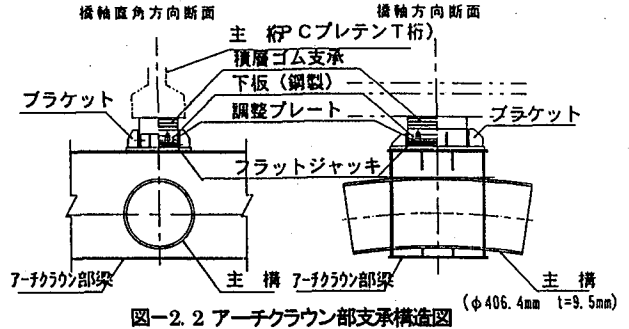 橋軸直角方向断面
橋軸方向断面
主 桁(PCプレテンT桁)
積層ゴム支承
下板(鋼製)
ブラケット
調整プレート
ブラケット
フラットジャッキ
アーチクラウン部梁
主 構
アーチクラウン部梁
主 構
(φ406.4mm t=9.5mm)
図-2.2 アーチクラウン部支承構造図